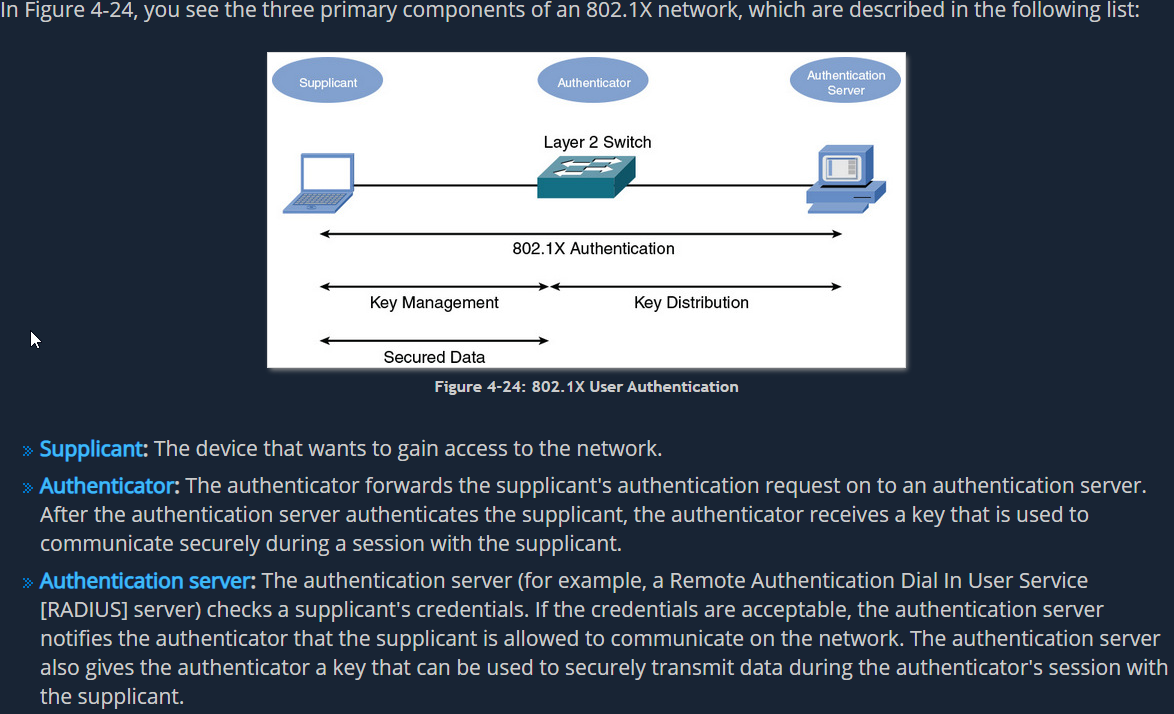 In Figure 4-24, you see the three primary components of an 802.1X network, which are described in the following list:
Supplicant
Authenticator
Authentication
Server
Layer 2 Switch
802.1X Authentication
Key Management
Key Distribution
Secured Data
Figure 4-24: 802.1X User Authentication
» Supplicant: The device that wants to gain access to the network.
» Authenticator: The authenticator forwards the supplicant's authentication request on to an authentication server.
After the authentication server authenticates the supplicant, the authenticator receives a key that is used to
communicate securely during a session with the supplicant.
» Authentication server: The authentication server (for example, a Remote Authentication Dial In User Service
[RADIUS] server) checks a supplicant's credentials. If the credentials are acceptable, the authentication server
notifies the authenticator that the supplicant is allowed to communicate on the network. The authentication server
also gives the authenticator a key that can be used to securely transmit data during the authenticator's session with
the supplicant.